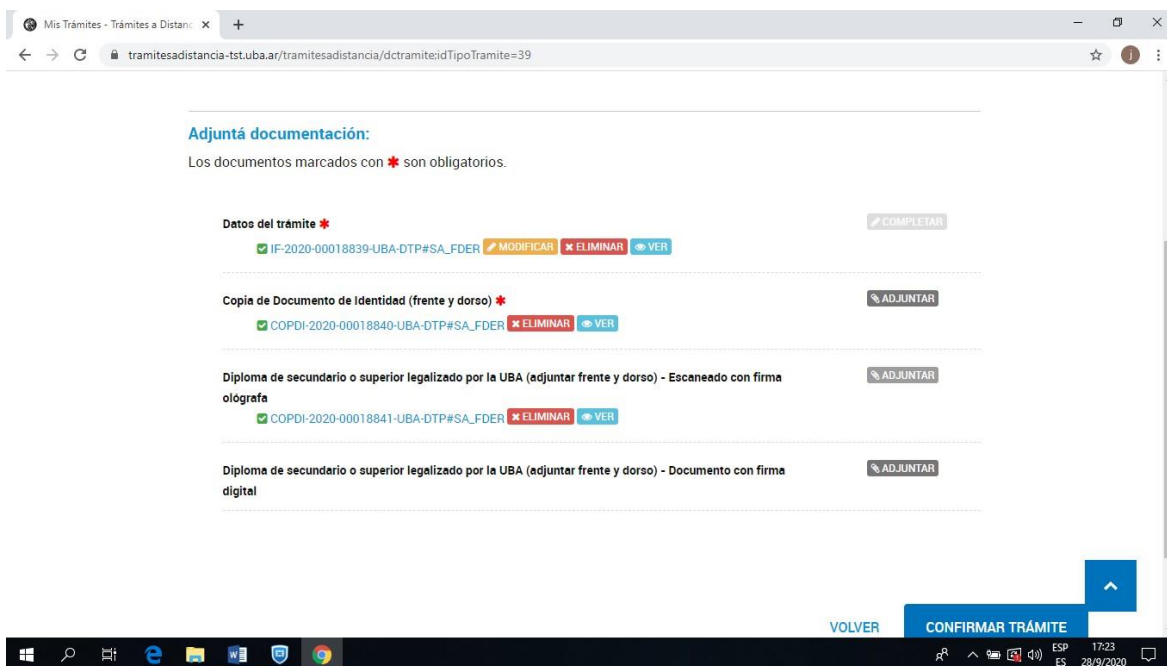 Mis Trámites - Trámites a Distanc
tramitesadistancia-tst.uba.ar/tramitesadistancia/dctramite;idTipoTramite=39
j
Adjuntá documentación:
Los documentos marcados con * son obligatorios.
Datos del trámite *
COMPLETAR
IF-2020-00018839-UBA-DTP#SA_FDER MODIFICAR ELIMINAR VER
Copia de Documento de Identidad (frente y dorso) *
ADJUNTAR
COPDI-2020-00018840-UBA-DTP#SA_FDER ELIMINAR VER
Diploma de secundario o superior legalizado por la UBA (adjuntar frente y dorso) - Escaneado con firma
ológrafa
ADJUNTAR
COPDI-2020-00018841-UBA-DTP#SA_FDER ELIMINAR VER
Diploma de secundario o superior legalizado por la UBA (adjuntar frente y dorso) - Documento con firma
digital
ADJUNTAR
VOLVER
CONFIRMAR TRÁMITE
ESP
ES
17:23
28/9/2020